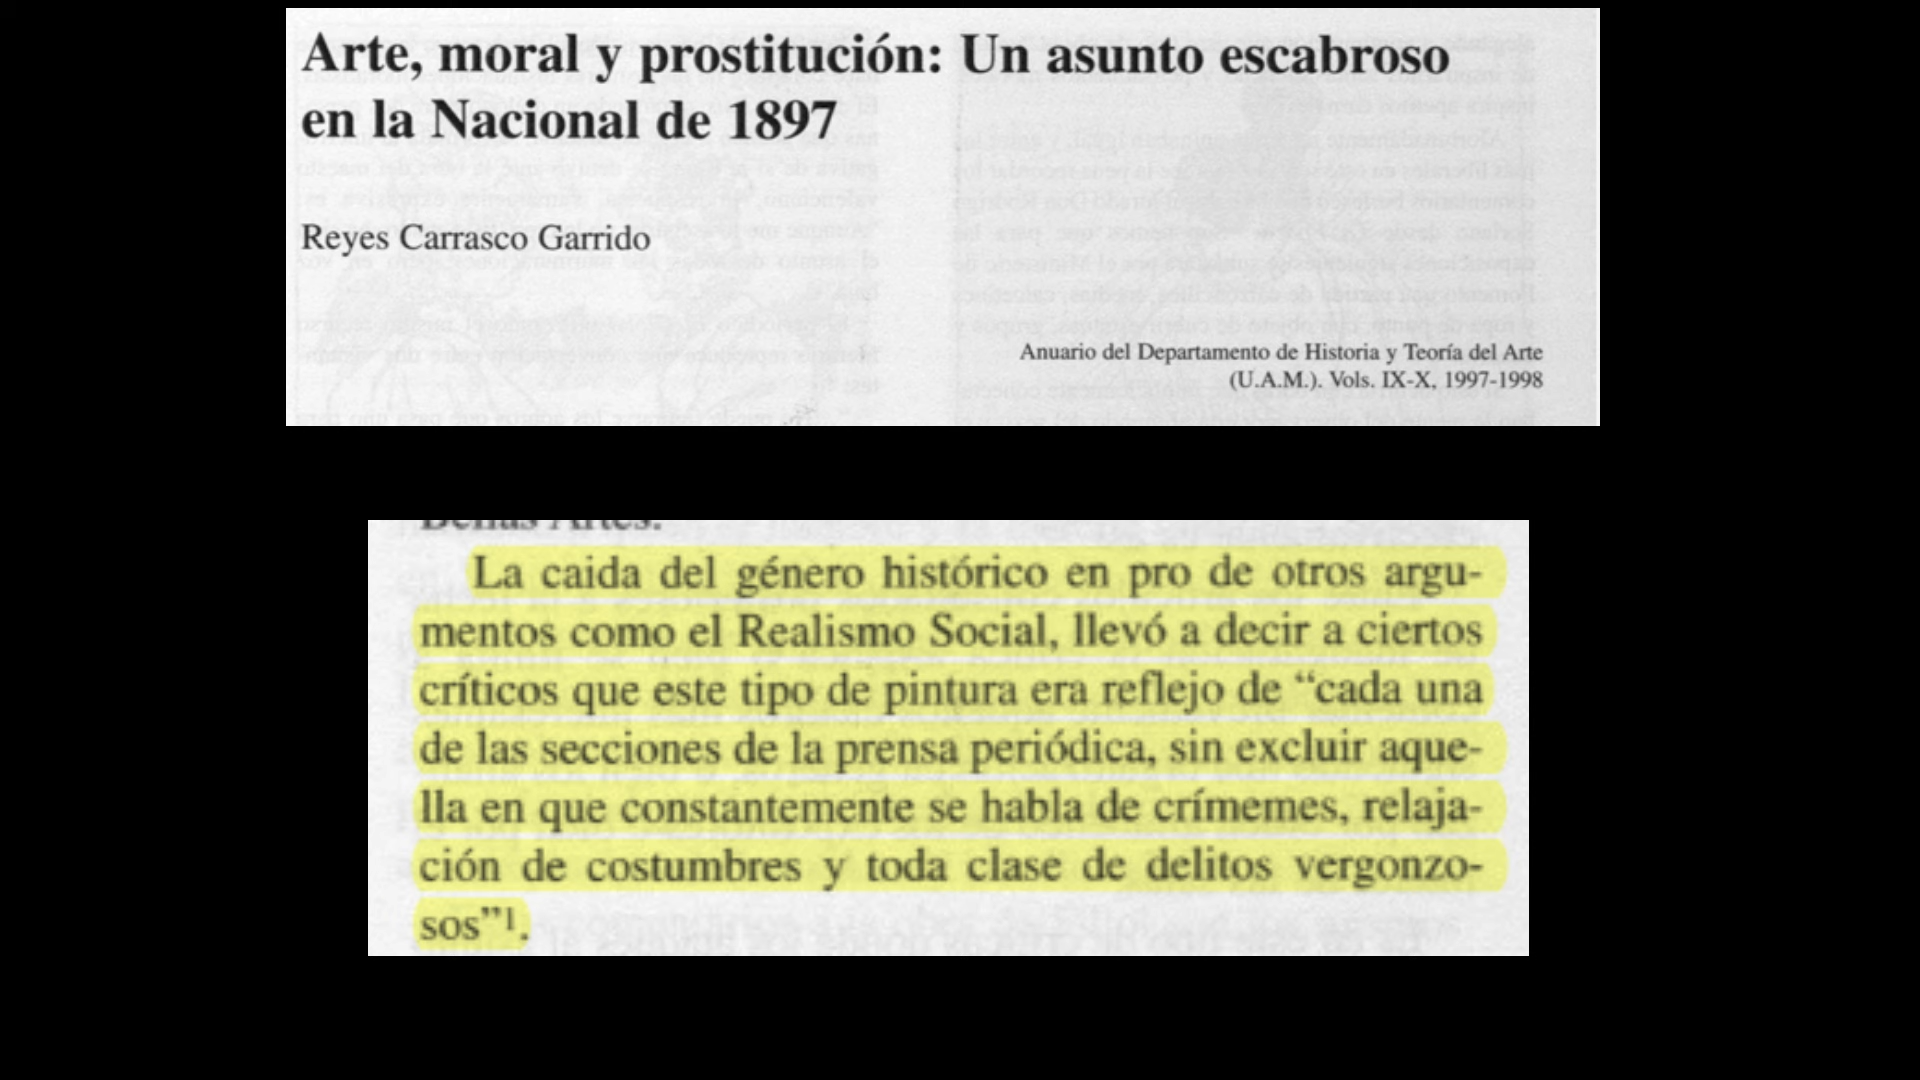 Arte, moral y prostitución: Un asunto escabroso
en la Nacional de 1897
Reyes Carrasco Garrido
Anuario del Departamento de Historia y Teoría del Arte
(U.A.M.). Vols. IX-X, 1997-1998
Bellas Artes.
La caida del género histórico en pro de otros argu-
mentos como el Realismo Social, llevó a decir a ciertos
críticos que este tipo de pintura era reflejo de “cada una
de las secciones de la prensa periódica, sin excluir aque-
lla en que constantemente se habla de crímemes, relaja-
ción de costumbres y toda clase de delitos vergonzo-
sos”1.